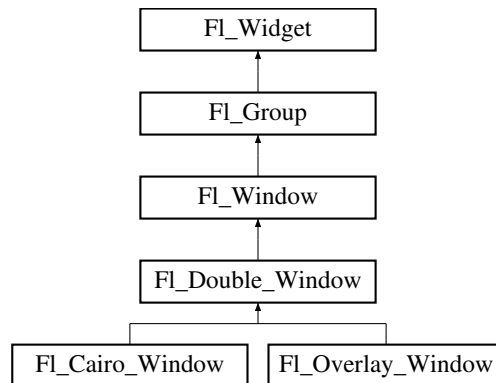 Fl_Widget
Fl_Group
Fl_Window
Fl_Double_Window
Fl_Cairo_Window
Fl_Overlay_Window